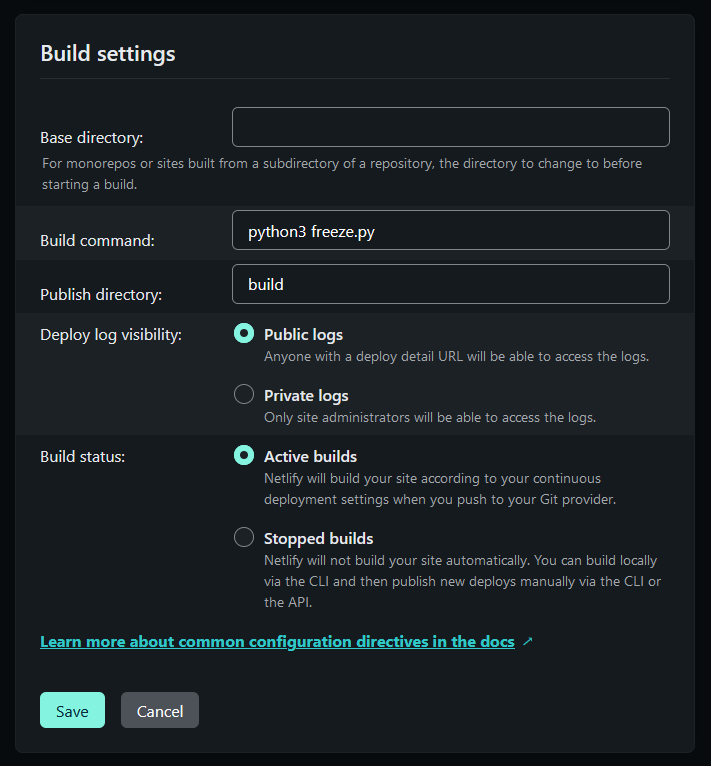 Build settings
Base directory:
For monorepos or sites built from a subdirectory of a repository, the directory to change to before
starting a build.
Build command:
python3 freeze.py
Publish directory:
build
Deploy log visibility:
Public logs
Anyone with a deploy detail URL will be able to access the logs.
Private logs
Only site administrators will be able to access the logs.
Build status:
Active builds
Netlify will build your site according to your continuous
deployment settings when you push to your Git provider.
Stopped builds
Netlify will not build your site automatically. You can build locally
via the CLI and then publish new deploys manually via the CLI or
the API.
Learn more about common configuration directives in the docs
Save
Cancel